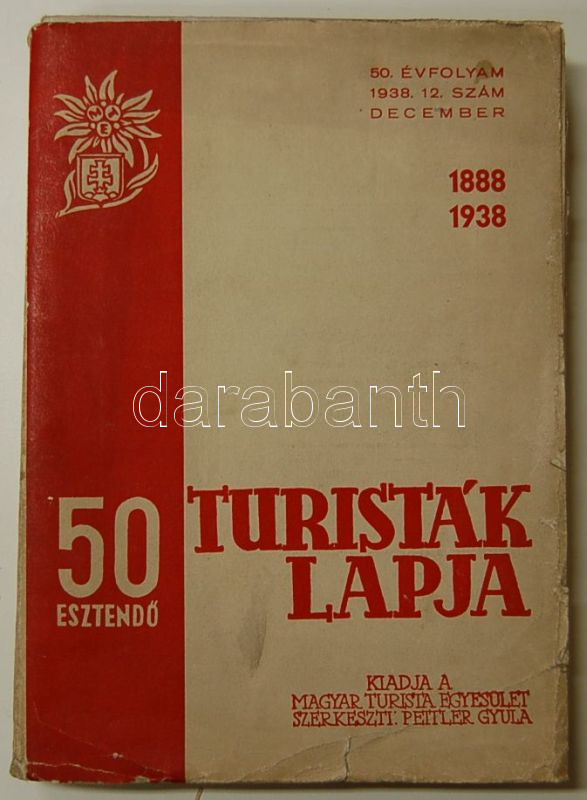 50. ÉVFOLYAM
1938. 12. SZÁM
DECEMBER
M A E
1888
1938
darabanth
50
ESZTENDŐ
TURISTÁK
LAPJA
KIADJA A
MAGYAR TURISTA EGYESÜLET
SZERKESZTI: PEITLER GYULA